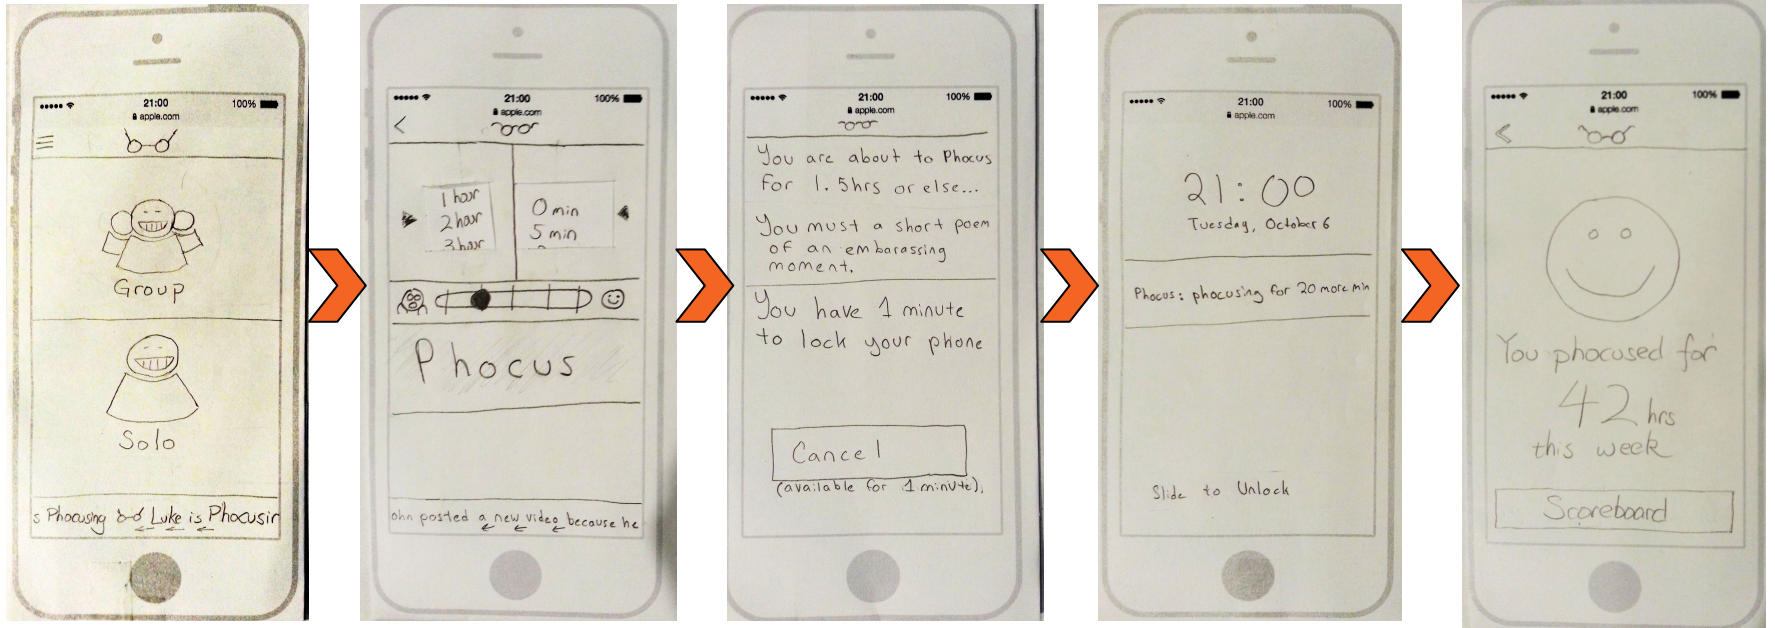 21:00
100%
apple.com
Group
Solo
s Phocusing Luke is Phocusin
21:00
100%
apple.com
1 hour
2 hour
3 hour
0 min
5 min
Phocus
ohn posted a new video because he
21:00
100%
apple.com
You are about to Phocus
for 1.5hrs or else...
You must a short poem
of an embarassing
moment.
You have 1 minute
to lock your phone
Cancel
(available for 1 minute).
21:00
100%
apple.com
21:00
Tuesday, October 6
Phocus: phocusing for 20 more min
Slide to Unlock
21:00
100%
apple.com
You phocused for
42 hrs
this week
Scoreboard